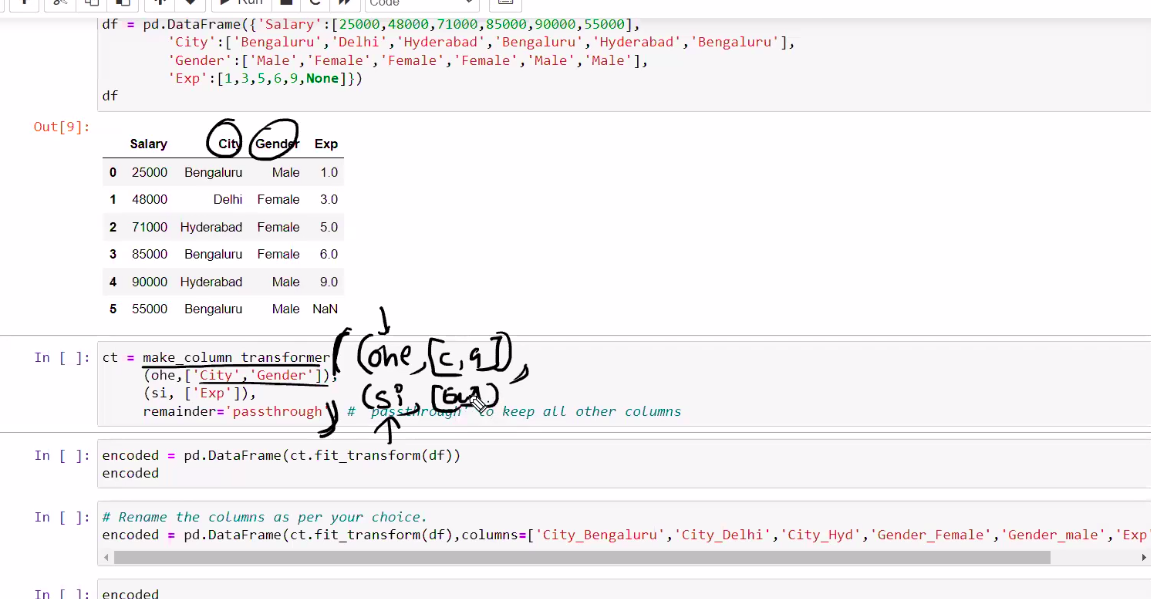 Run
Code
df = pd.DataFrame({'Salary':[25000,48000,71000,85000,90000,55000],
'City':['Bengaluru','Delhi','Hyderabad','Bengaluru','Hyderabad','Bengaluru'],
'Gender':['Male','Female','Female','Female','Male','Male'],
'Exp':[1,3,5,6,9,None]})
df
Out[9]:
Salary City Gender Exp
0 25000 Bengaluru Male 1.0
1 48000 Delhi Female 3.0
2 71000 Hyderabad Female 5.0
3 85000 Bengaluru Female 6.0
4 90000 Hyderabad Male 9.0
5 55000 Bengaluru Male NaN
In [ ]: ct = make_column_transformer( (ohe,[c,g]),
(ohe,['City','Gender']),
(si, ['Exp']), (si,[Exp])
remainder='passthrough') # 'passthrough' to keep all other columns
In [ ]: encoded = pd.DataFrame(ct.fit_transform(df))
encoded
In [ ]: # Rename the columns as per your choice.
encoded = pd.DataFrame(ct.fit_transform(df),columns=['City_Bengaluru','City_Delhi','City_Hyd','Gender_Female','Gender_male','Exp'
In [ ]: encoded